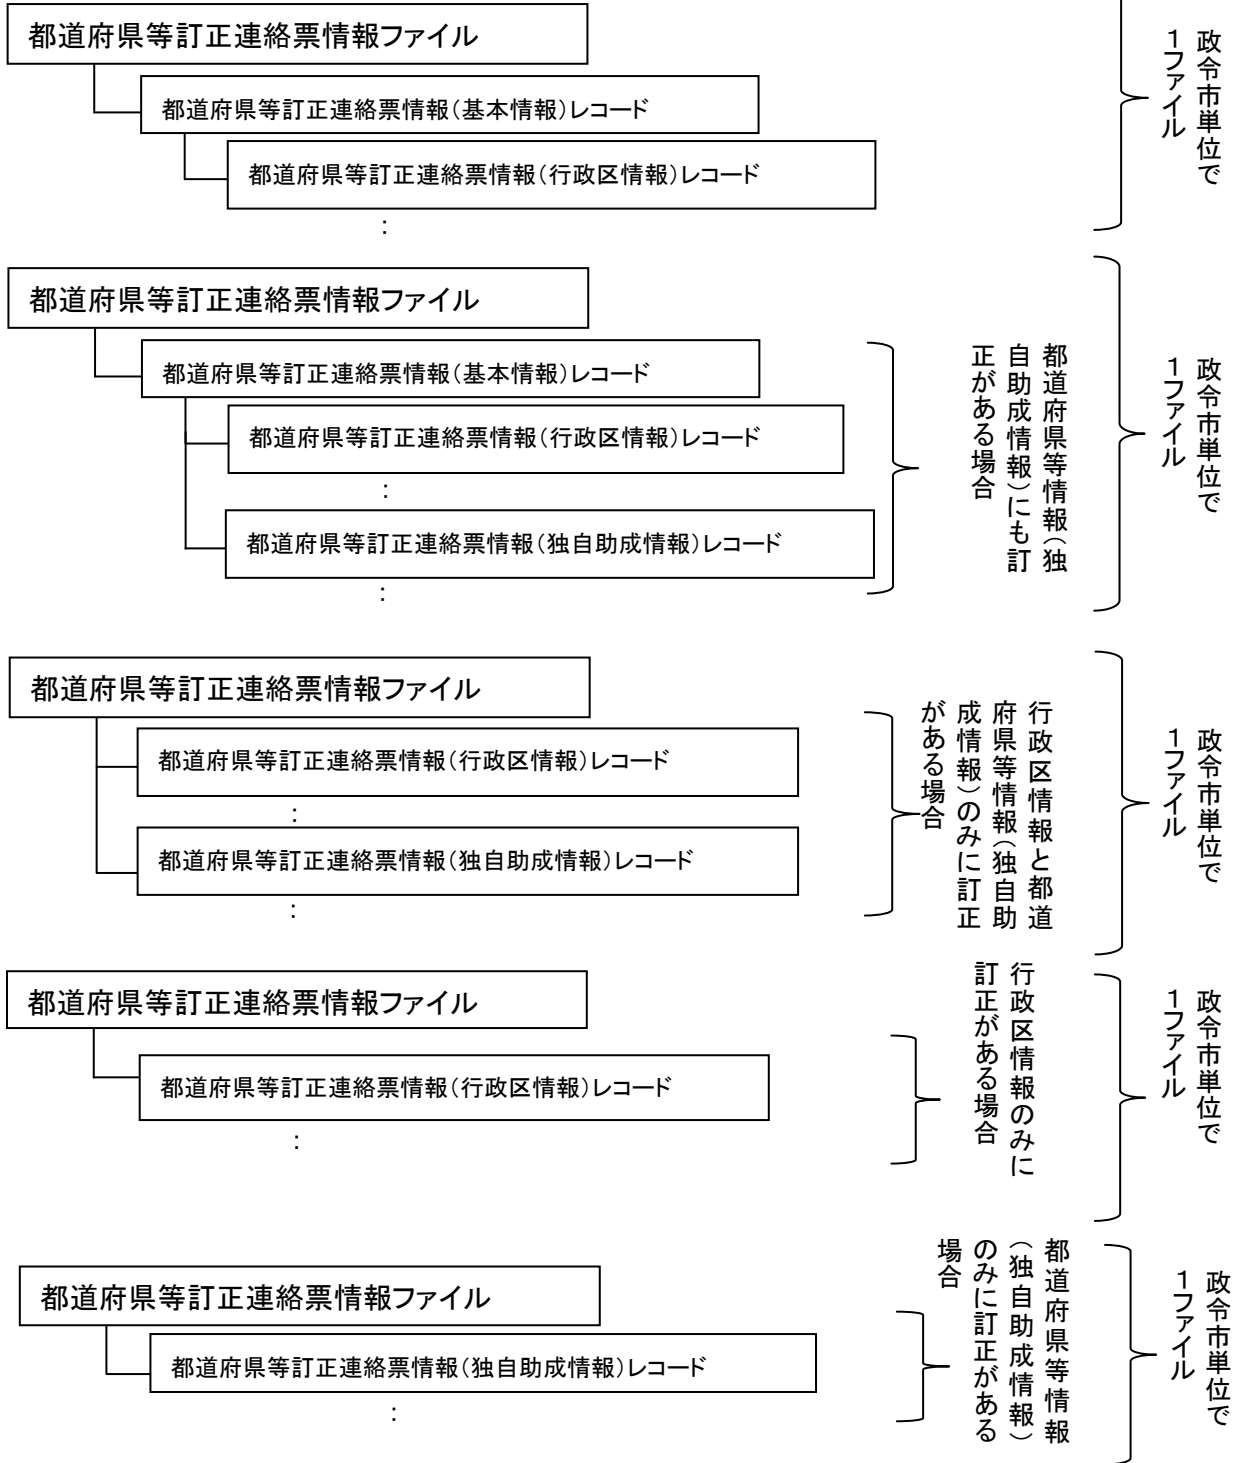 都道府県等訂正連絡票情報ファイル
都道府県等訂正連絡票情報（基本情報）レコード
都道府県等訂正連絡票情報（行政区情報）レコード
：
政令市単位で
１ファイル
都道府県等訂正連絡票情報ファイル
都道府県等訂正連絡票情報（基本情報）レコード
都道府県等訂正連絡票情報（行政区情報）レコード
：
都道府県等訂正連絡票情報（独自助成情報）レコード
：
都道府県等情報（独
自助成情報）にも訂
正がある場合
政令市単位で
１ファイル
都道府県等訂正連絡票情報ファイル
都道府県等訂正連絡票情報（行政区情報）レコード
：
都道府県等訂正連絡票情報（独自助成情報）レコード
：
行政区情報と都道
府県等情報（独自助
成情報）のみに訂正
がある場合
政令市単位で
１ファイル
都道府県等訂正連絡票情報ファイル
都道府県等訂正連絡票情報（行政区情報）レコード
：
行政区情報のみに
訂正がある場合
政令市単位で
１ファイル
都道府県等訂正連絡票情報ファイル
都道府県等訂正連絡票情報（独自助成情報）レコード
：
都道府県等情報
（独自助成情報）
のみに訂正がある
場合
政令市単位で
１ファイル